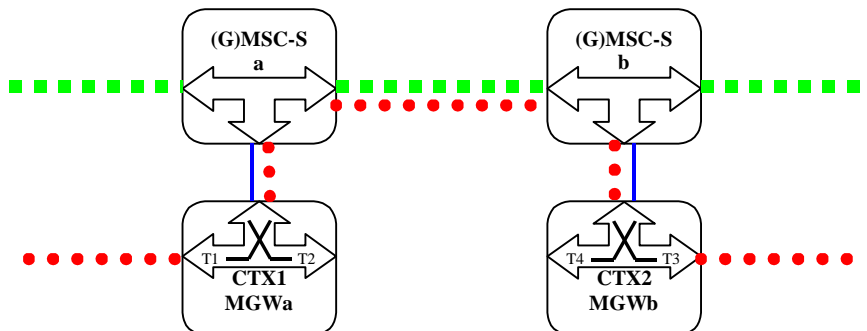 (G)MSC-S
a
(G)MSC-S
b
T1 T2
CTX1
MGWa
T4 T3
CTX2
MGWb